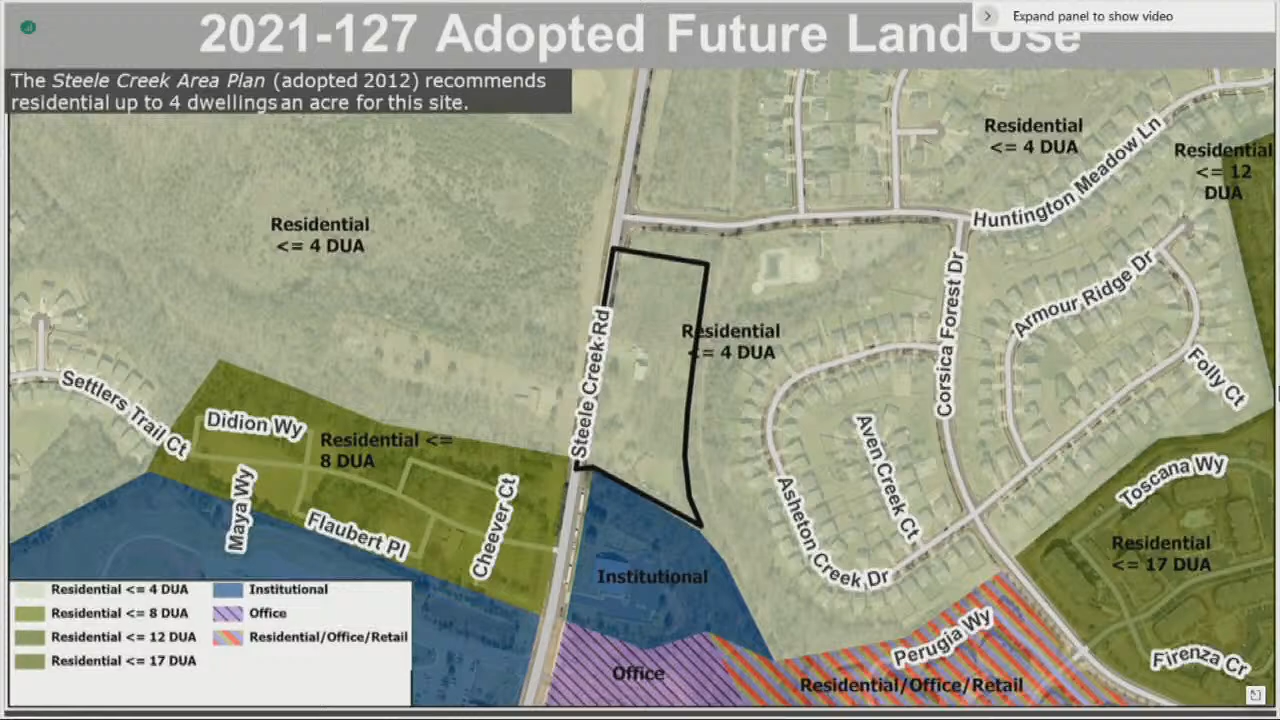 2021-127 Adopted Future Land Use
Expand panel to show video
The Steele Creek Area Plan (adopted 2012) recommends
residential up to 4 dwellings an acre for this site.
Residential
<= 4 DUA
Residential
<= 12
DUA
Huntington Meadow Ln
Residential
<= 4 DUA
Armour Ridge Dr
Corsica Forest Dr
Steele Creek Rd
Residential
<= 4 DUA
Folly Ct
Settlers Trail Ct
Didion Wy
Residential <=
8 DUA
Aven Creek Ct
Toscana Wy
Maya Wy
Flaubert Pl
Cheever Ct
Asheton Creek Dr
Residential
<= 17 DUA
Institutional
Perugia Wy
Firenza Cr
Office
Residential/Office/Retail
Residential <= 4 DUA
Residential <= 8 DUA
Residential <= 12 DUA
Residential <= 17 DUA
Institutional
Office
Residential/Office/Retail